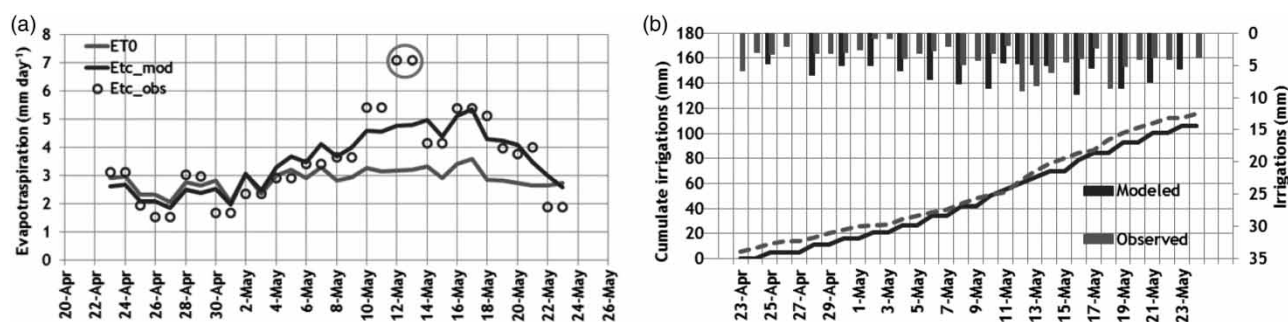 (a)
Evapotraspiration (mm day⁻¹)
8
7
6
5
4
3
2
1
0
ET0
Etc_mod
Etc_obs
20-Apr
22-Apr
24-Apr
26-Apr
28-Apr
30-Apr
2-May
4-May
6-May
8-May
10-May
12-May
14-May
16-May
18-May
20-May
22-May
24-May
26-May
(b)
Cumulate irrigations (mm)
180
160
140
120
100
80
60
40
20
0
Modeled
Observed
0
5
10
15
20
25
30
35
Irrigations (mm)
23-Apr
25-Apr
27-Apr
29-Apr
1-May
3-May
5-May
7-May
9-May
11-May
13-May
15-May
17-May
19-May
21-May
23-May